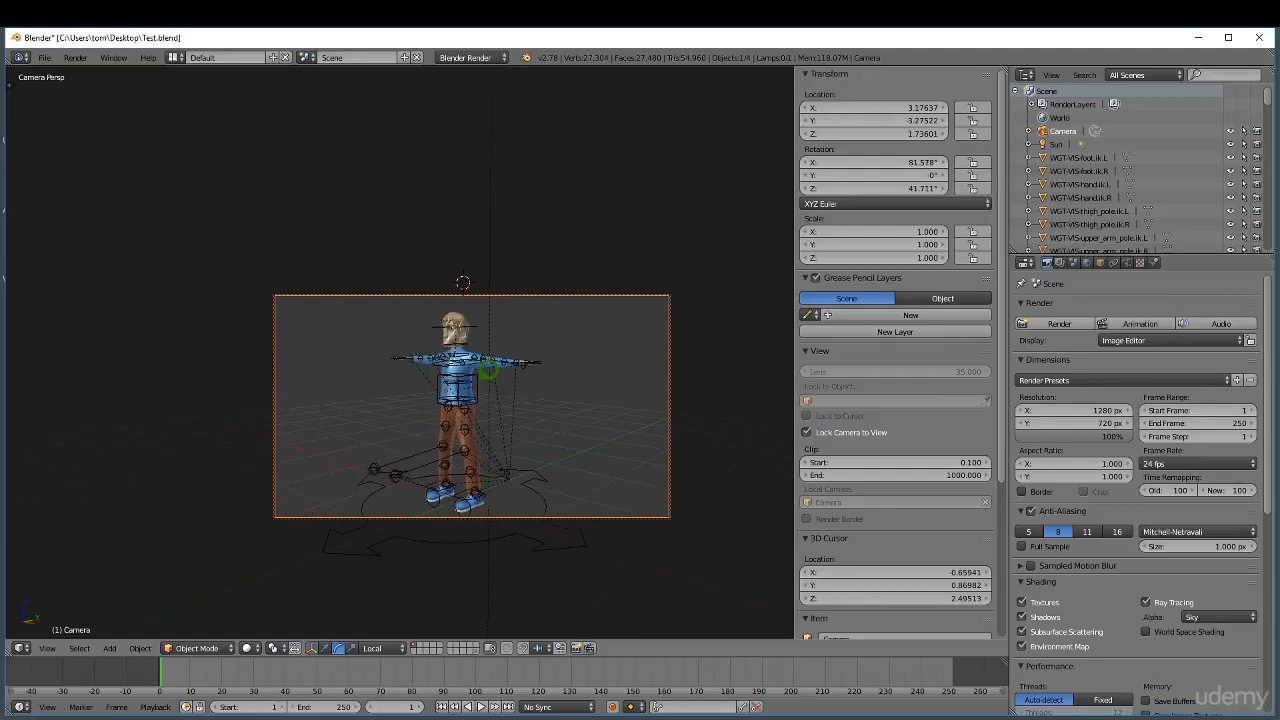 Blender* [C:\Users\tom\Desktop\Test.blend]
File Render Window Help Default Scene Blender Render v2.78 | Verts:27,304 | Faces:27,480 | Tris:54,960 | Objects:1/4 | Lamps:0/1 | Mem:118.07M | Camera
Camera Persp
(1) Camera
View Select Add Object Object Mode Local
-40 -30 -20 -10 0 10 20 30 40 50 60 70 80 90 100 110 120 130 140 150 160 170 180 190 200 210 220 230 240 250 260
View Marker Frame Playback Start: 1 End: 250 1 No Sync
Transform
Location:
X: 3.17637
Y: -3.27522
Z: 1.73601
Rotation:
X: 81.578°
Y: -0°
Z: 41.711°
XYZ Euler
Scale:
X: 1.000
Y: 1.000
Z: 1.000
Grease Pencil Layers
Scene Object
New
New Layer
View
Lens: 35.000
Lock to Object:
Lock to Cursor
Lock Camera to View
Clip:
Start: 0.100
End: 1000.000
Local Camera:
Camera
Render Border
3D Cursor
Location:
X: -0.65941
Y: 0.86982
Z: 2.49513
Item
View Search All Scenes
Scene
RenderLayers
World
Camera
Sun
WGT-VIS-foot.ik.L
WGT-VIS-foot.ik.R
WGT-VIS-hand.ik.L
WGT-VIS-hand.ik.R
WGT-VIS-thigh_pole.ik.L
WGT-VIS-thigh_pole.ik.R
WGT-VIS-upper_arm_pole.ik.L
WGT-VIS-upper_arm_pole.ik.R
Scene
Render
Render Animation Audio
Display: Image Editor
Dimensions
Render Presets
Resolution: Frame Range:
X: 1280 px Start Frame: 1
Y: 720 px End Frame: 250
100% Frame Step: 1
Aspect Ratio: Frame Rate:
X: 1.000 24 fps
Y: 1.000 Time Remapping:
Border Crop Old: 100 New: 100
Anti-Aliasing
5 8 11 16 Mitchell-Netravali
Full Sample Size: 1.000 px
Sampled Motion Blur
Shading
Textures Ray Tracing
Shadows Alpha: Sky
Subsurface Scattering World Space Shading
Environment Map
Performance
Threads: Memory:
Auto-detect Fixed Save Buffers
udemy